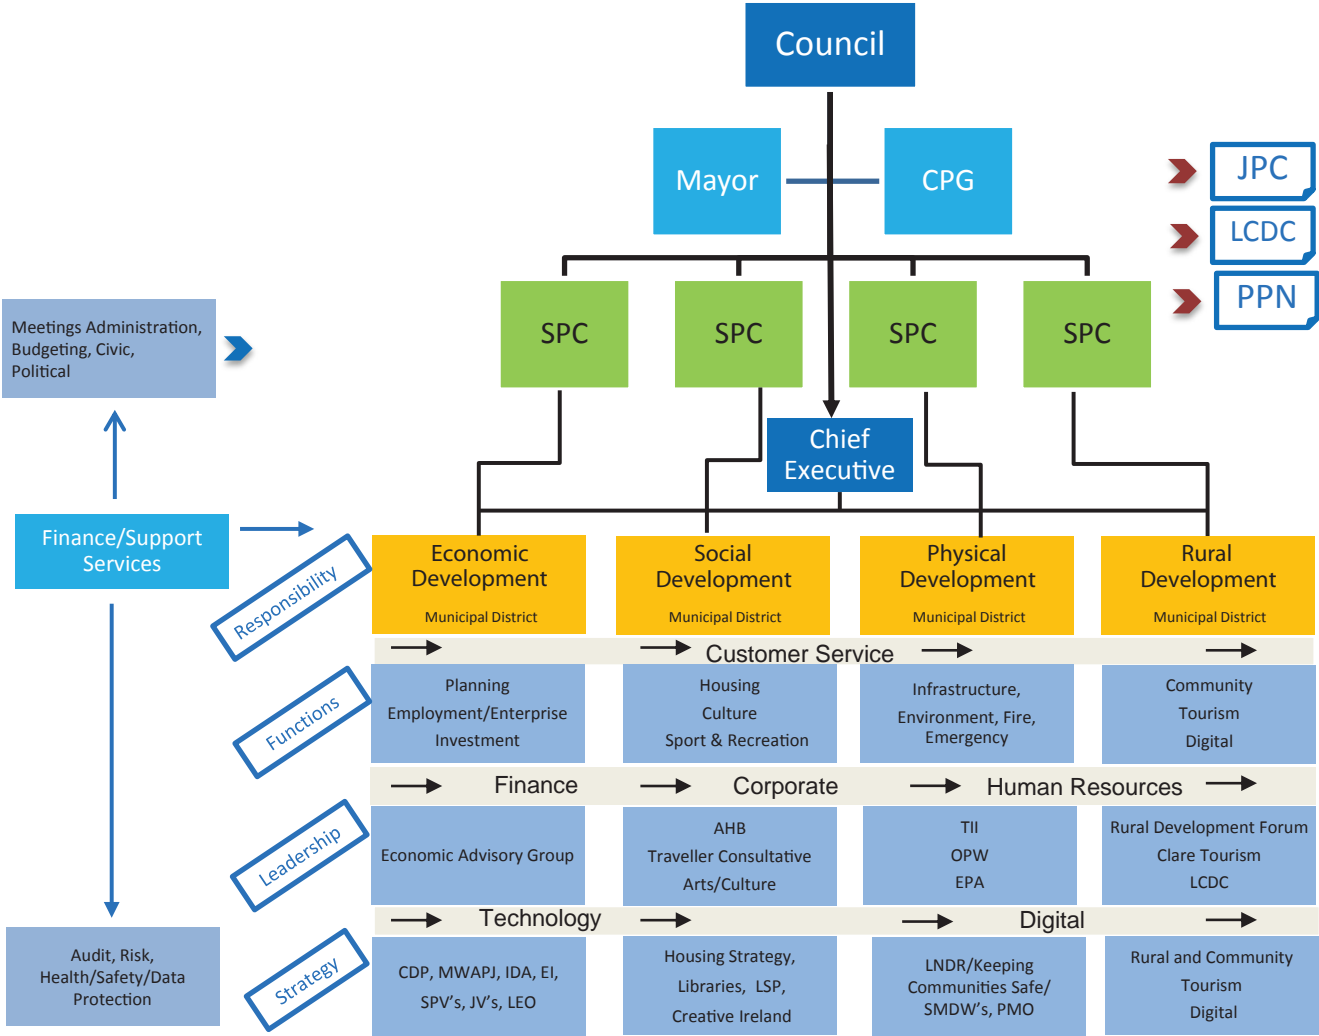 Council
Mayor
CPG
JPC
LCDC
PPN
SPC
SPC
SPC
SPC
Meetings Administration,
Budgeting, Civic,
Political
Chief
Executive
Finance/Support
Services
Responsibility
Economic
Development
Municipal District
Social
Development
Municipal District
Physical
Development
Municipal District
Rural
Development
Municipal District
Customer Service
Functions
Planning
Employment/Enterprise
Investment
Housing
Culture
Sport & Recreation
Infrastructure,
Environment, Fire,
Emergency
Community
Tourism
Digital
Finance
Corporate
Human Resources
Leadership
Economic Advisory Group
AHB
Traveller Consultative
Arts/Culture
TII
OPW
EPA
Rural Development Forum
Clare Tourism
LCDC
Technology
Digital
Audit, Risk,
Health/Safety/Data
Protection
Strategy
CDP, MWAPJ, IDA, EI,
SPV's, JV's, LEO
Housing Strategy,
Libraries, LSP,
Creative Ireland
LNDR/Keeping
Communities Safe/
SMDW's, PMO
Rural and Community
Tourism
Digital